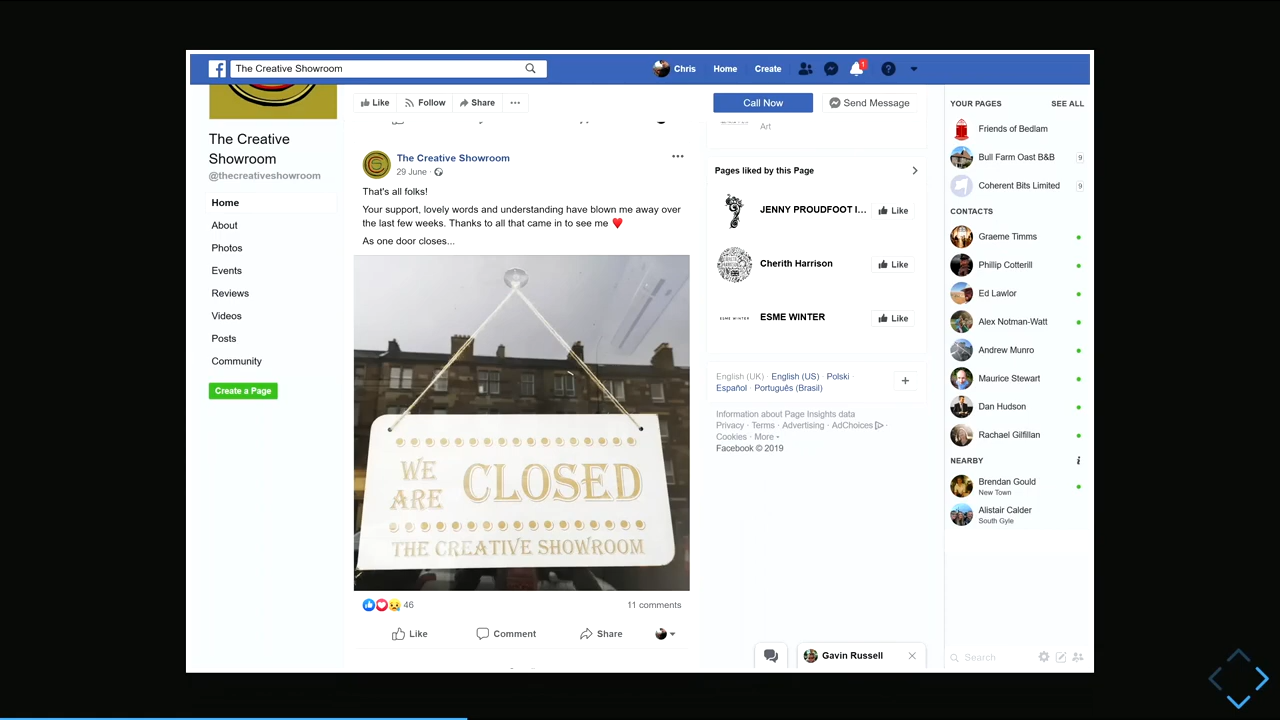 The Creative Showroom
Chris
Home
Create
1
Like
Follow
Share
Call Now
Send Message
The Creative
Showroom
@thecreativeshowroom
Home
About
Photos
Events
Reviews
Videos
Posts
Community
Create a Page
The Creative Showroom
29 June ·
That's all folks!
Your support, lovely words and understanding have blown me away over
the last few weeks. Thanks to all that came in to see me ❤
As one door closes...
WE ARE CLOSED
THE CREATIVE SHOWROOM
46
11 comments
Like
Comment
Share
Art
Pages liked by this Page
JENNY PROUDFOOT I...
Like
Cherith Harrison
Like
ESME WINTER
ESME WINTER
Like
English (UK) · English (US) · Polski ·
Español · Português (Brasil)
Information about Page Insights data
Privacy · Terms · Advertising · AdChoices ·
Cookies · More
Facebook © 2019
Gavin Russell
YOUR PAGES
SEE ALL
Friends of Bedlam
Bull Farm Oast B&B
9
Coherent Bits Limited
9
CONTACTS
Graeme Timms
Phillip Cotterill
Ed Lawlor
Alex Notman-Watt
Andrew Munro
Maurice Stewart
Dan Hudson
Rachael Gilfillan
NEARBY
Brendan Gould
New Town
Alistair Calder
South Gyle
Search